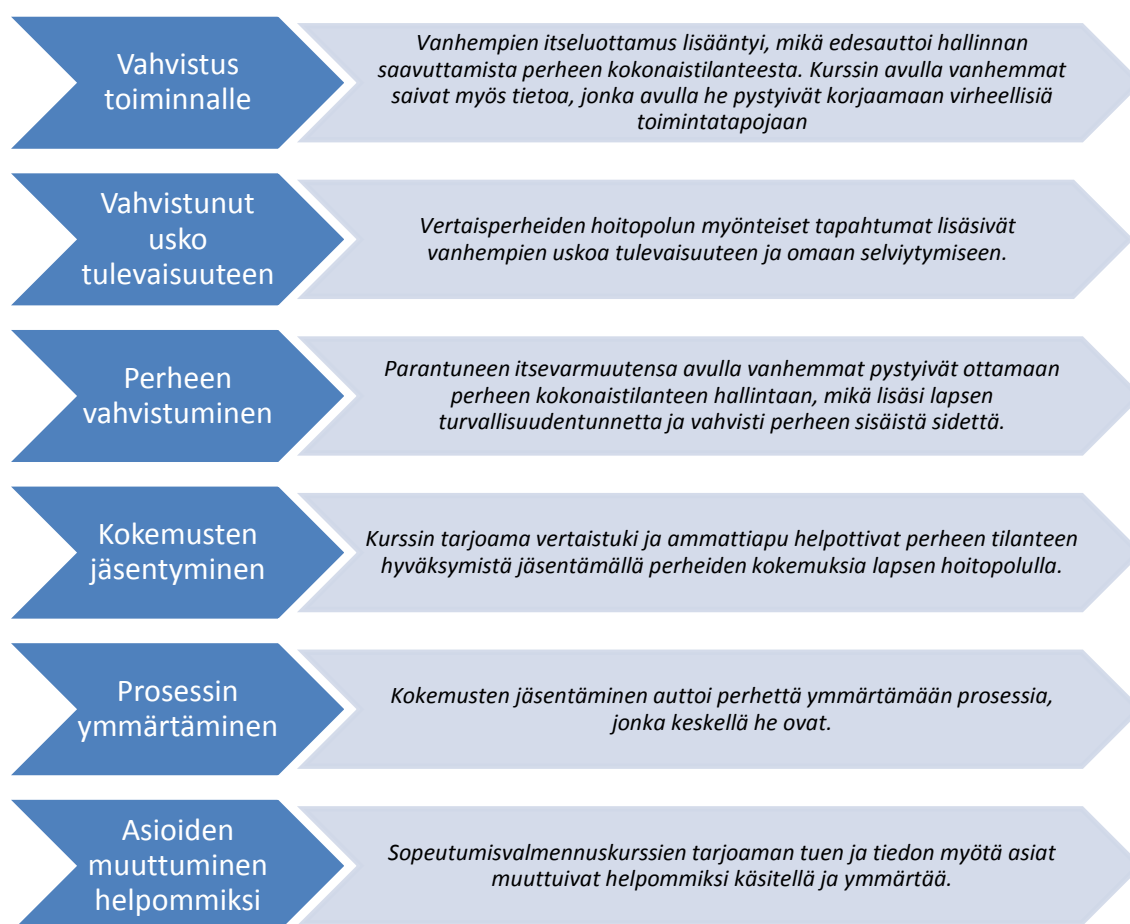 Vahvistus
toiminnalle
Vanhempien itseluottamus lisääntyi, mikä edesauttoi hallinnan
saavuttamista perheen kokonaistilanteesta. Kurssin avulla vanhemmat
saivat myös tietoa, jonka avulla he pystyivät korjaamaan virheellisiä
toimintatapojaan
Vahvistunut
usko
tulevaisuuteen
Vertaisperheiden hoitopolun myönteiset tapahtumat lisäsivät
vanhempien uskoa tulevaisuuteen ja omaan selviytymiseen.
Perheen
vahvistuminen
Parantuneen itsevarmuutensa avulla vanhemmat pystyivät ottamaan
perheen kokonaistilanteen hallintaan, mikä lisäsi lapsen
turvallisuudentunnetta ja vahvisti perheen sisäistä sidettä.
Kokemusten
jäsentyminen
Kurssin tarjoama vertaistuki ja ammattiapu helpottivat perheen tilanteen
hyväksymistä jäsentämällä perheiden kokemuksia lapsen hoitopolulla.
Prosessin
ymmärtäminen
Kokemusten jäsentäminen auttoi perhettä ymmärtämään prosessia,
jonka keskellä he ovat.
Asioiden
muuttuminen
helpommiksi
Sopeutumisvalmennuskurssien tarjoaman tuen ja tiedon myötä asiat
muuttuivat helpommiksi käsitellä ja ymmärtää.